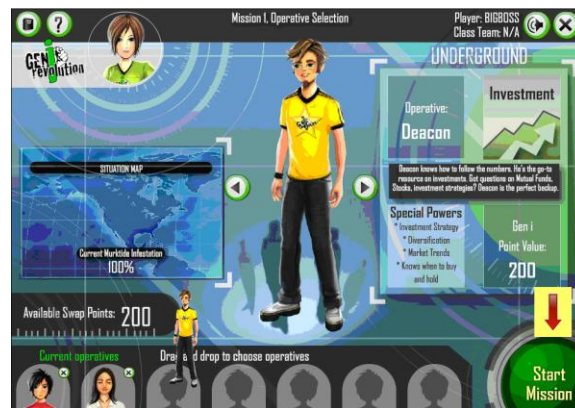 Mission 1, Operative Selection
Player: BIGBOSS
Class Team: N/A
GEN i
revolution
UNDERGROUND
Operative:
Deacon
Investment
Deacon knows how to follow the numbers. He's the go-to
resource on investments. Got questions on Mutual Funds,
Stocks, investment strategies? Deacon is the perfect backup.
SITUATION MAP
Current Murktide Infestation
100%
Special Powers
* Investment Strategy
* Diversification
* Market Trends
* Knows when to buy
and hold
Gen i
Point Value:
200
Available Swap Points: 200
Current operatives
Drag and drop to choose operatives
Start
Mission